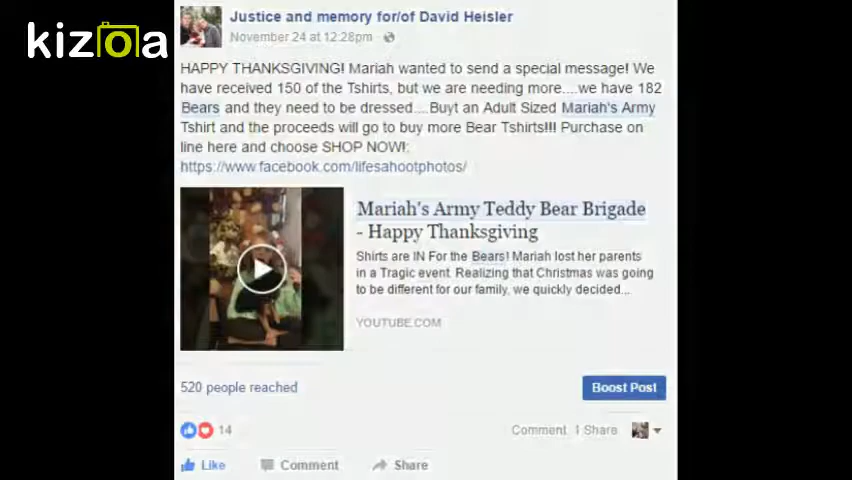 kizoa
Justice and memory for/of David Heisler
November 24 at 12:28pm ·
HAPPY THANKSGIVING! Mariah wanted to send a special message! We
have received 150 of the Tshirts, but we are needing more....we have 182
Bears and they need to be dressed....Buyt an Adult Sized Mariah's Army
Tshirt and the proceeds will go to buy more Bear Tshirts!!! Purchase on
line here and choose SHOP NOW!:
https://www.facebook.com/lifesahootphotos/
Mariah's Army Teddy Bear Brigade
- Happy Thanksgiving
Shirts are IN For the Bears! Mariah lost her parents
in a Tragic event. Realizing that Christmas was going
to be different for our family, we quickly decided...
YOUTUBE.COM
520 people reached
Boost Post
14
Comment 1 Share
Like Comment Share